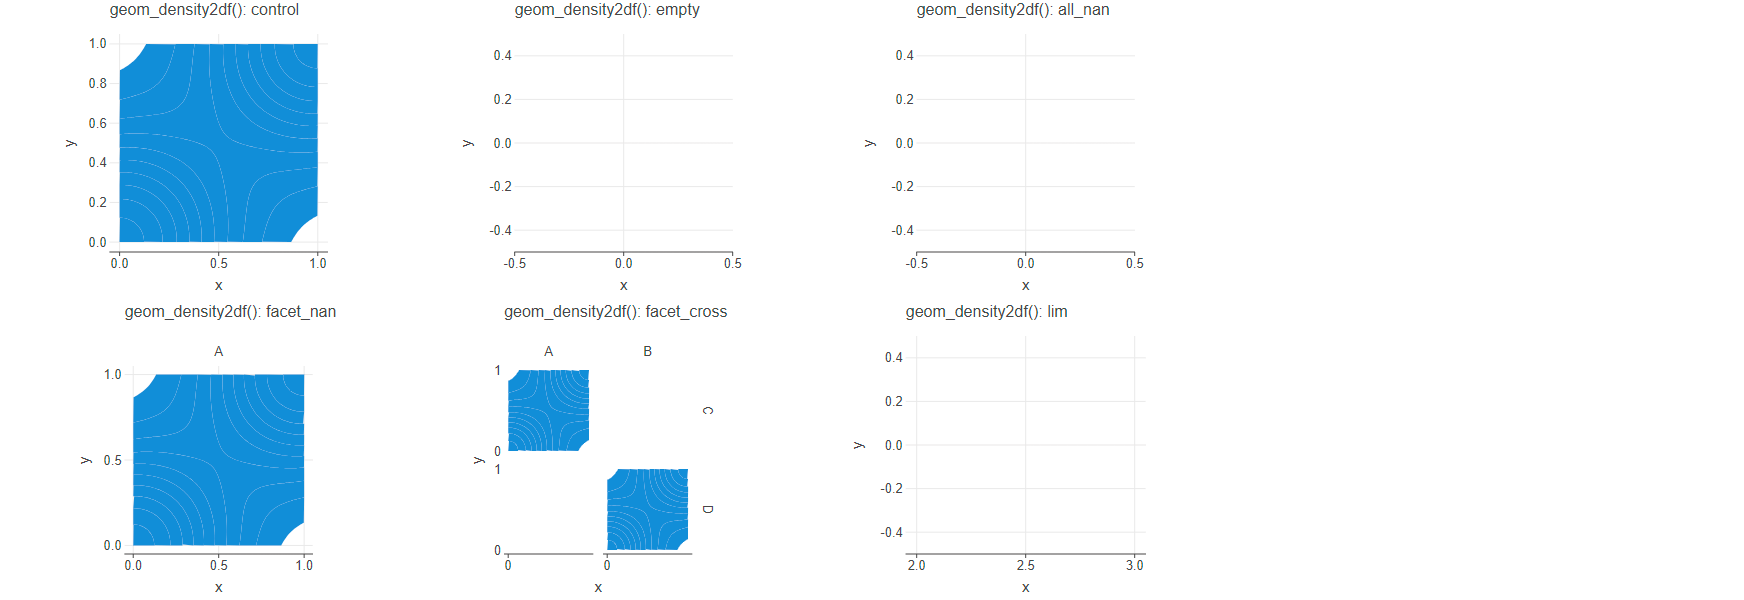 geom_density2df(): control
1.0
0.8
0.6
0.4
0.2
0.0
y
0.0 0.5 1.0
x
geom_density2df(): empty
0.4
0.2
0.0
-0.2
-0.4
y
-0.5 0.0 0.5
x
geom_density2df(): all_nan
0.4
0.2
0.0
-0.2
-0.4
y
-0.5 0.0 0.5
x
geom_density2df(): facet_nan
A
1.0
0.5
0.0
y
0.0 0.5 1.0
x
geom_density2df(): facet_cross
A B
1
0
C
1
0
D
y
0 0
x
geom_density2df(): lim
0.4
0.2
0.0
-0.2
-0.4
y
2.0 2.5 3.0
x